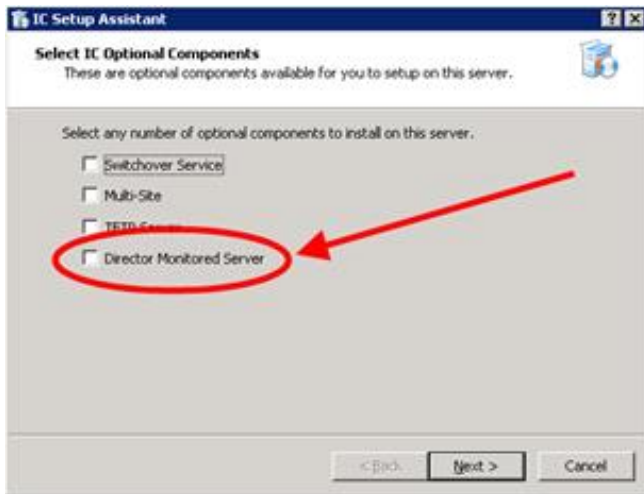 IC Setup Assistant
Select IC Optional Components
These are optional components available for you to setup on this server.
Select any number of optional components to install on this server.
Switchover Service
Multi-Site
TFTP Server
Director Monitored Server
< Back
Next >
Cancel